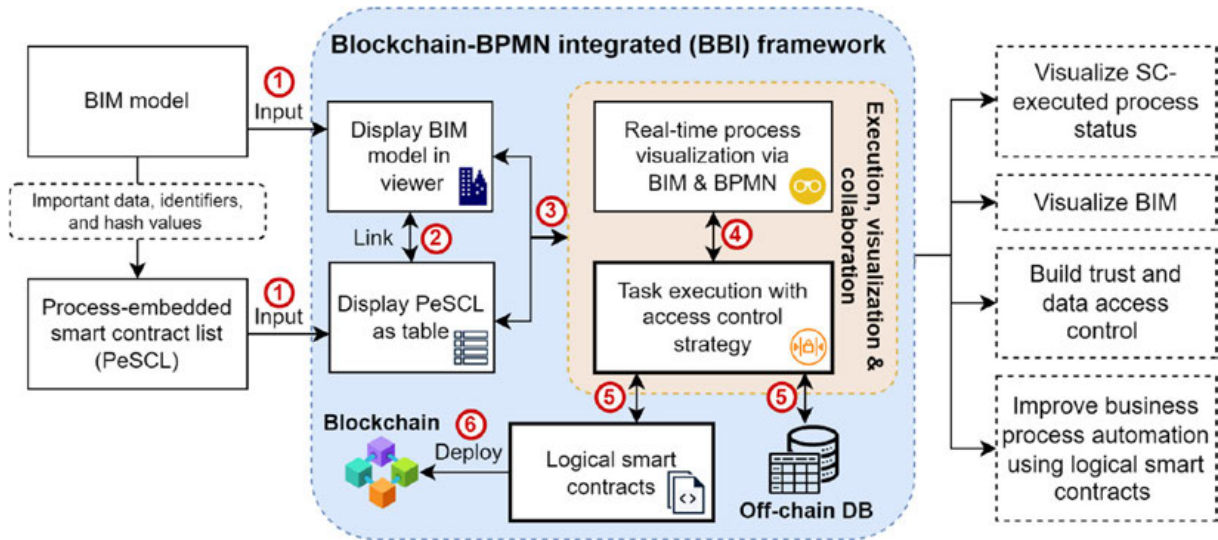 Blockchain-BPMN integrated (BBI) framework
BIM model
1
Input
Important data, identifiers,
and hash values
Process-embedded
smart contract list
(PeSCL)
1
Input
Display BIM
model in
viewer
Link
2
Display PeSCL
as table
3
Real-time process
visualization via
BIM & BPMN
4
Task execution with
access control
strategy
Execution, visualization &
collaboration
5
5
Blockchain
6
Deploy
Logical smart
contracts
<>
Off-chain DB
Visualize SC-
executed process
status
Visualize BIM
Build trust and
data access
control
Improve business
process automation
using logical smart
contracts